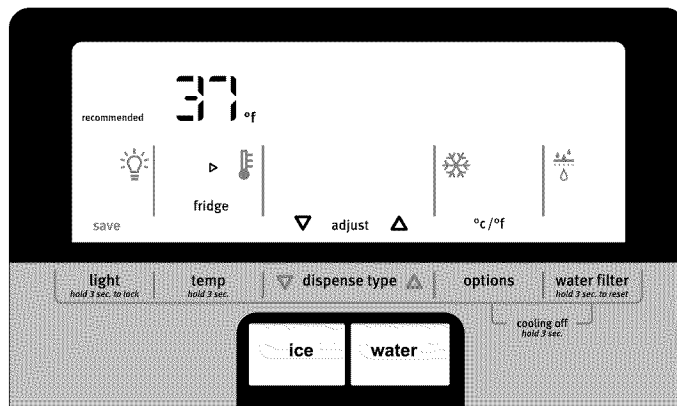 37 °f
recommended
fridge
save
adjust
°c/°f
light
hold 3 sec. to lock
temp
hold 3 sec.
dispense type
options
water filter
hold 3 sec. to reset
cooling off
hold 3 sec.
ice
water